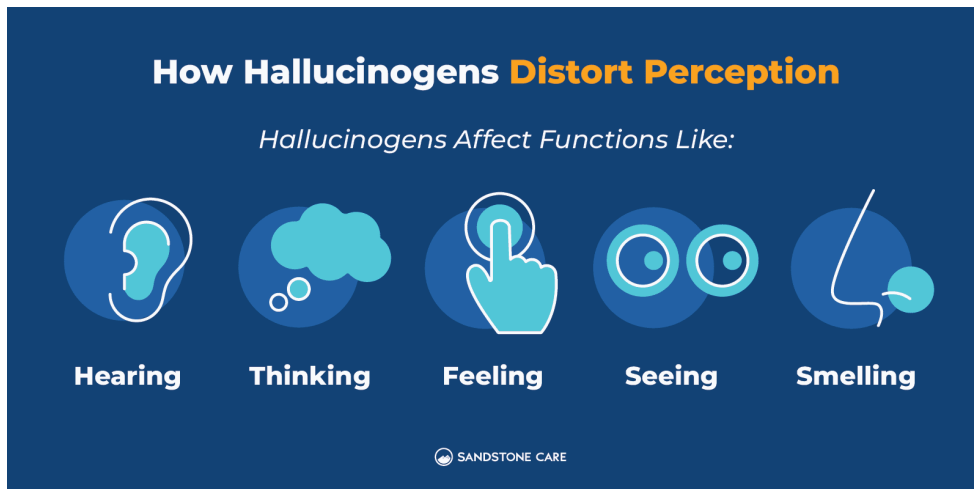 How Hallucinogens Distort Perception
Hallucinogens Affect Functions Like:
Hearing
Thinking
Feeling
Seeing
Smelling
SANDSTONE CARE